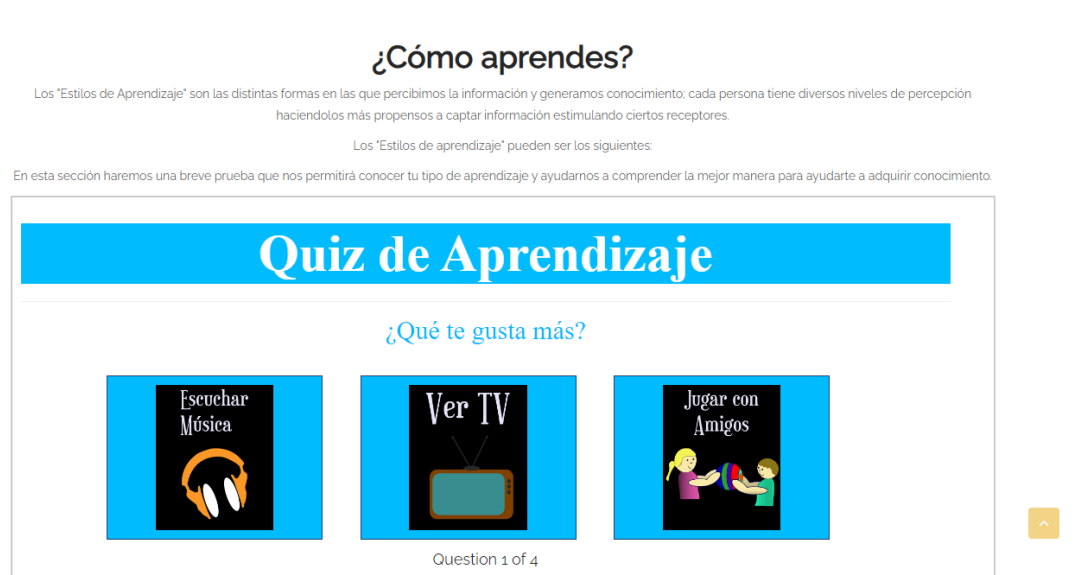 ¿Cómo aprendes?
Los "Estilos de Aprendizaje" son las distintas formas en las que percibimos la información y generamos conocimiento; cada persona tiene diversos niveles de percepción
haciendolos más propensos a captar información estimulando ciertos receptores.
Los "Estilos de aprendizaje" pueden ser los siguientes:
En esta sección haremos una breve prueba que nos permitirá conocer tu tipo de aprendizaje y ayudarnos a comprender la mejor manera para ayudarte a adquirir conocimiento.
Quiz de Aprendizaje
¿Qué te gusta más?
Escuchar
Música
Ver TV
Jugar con
Amigos
Question 1 of 4